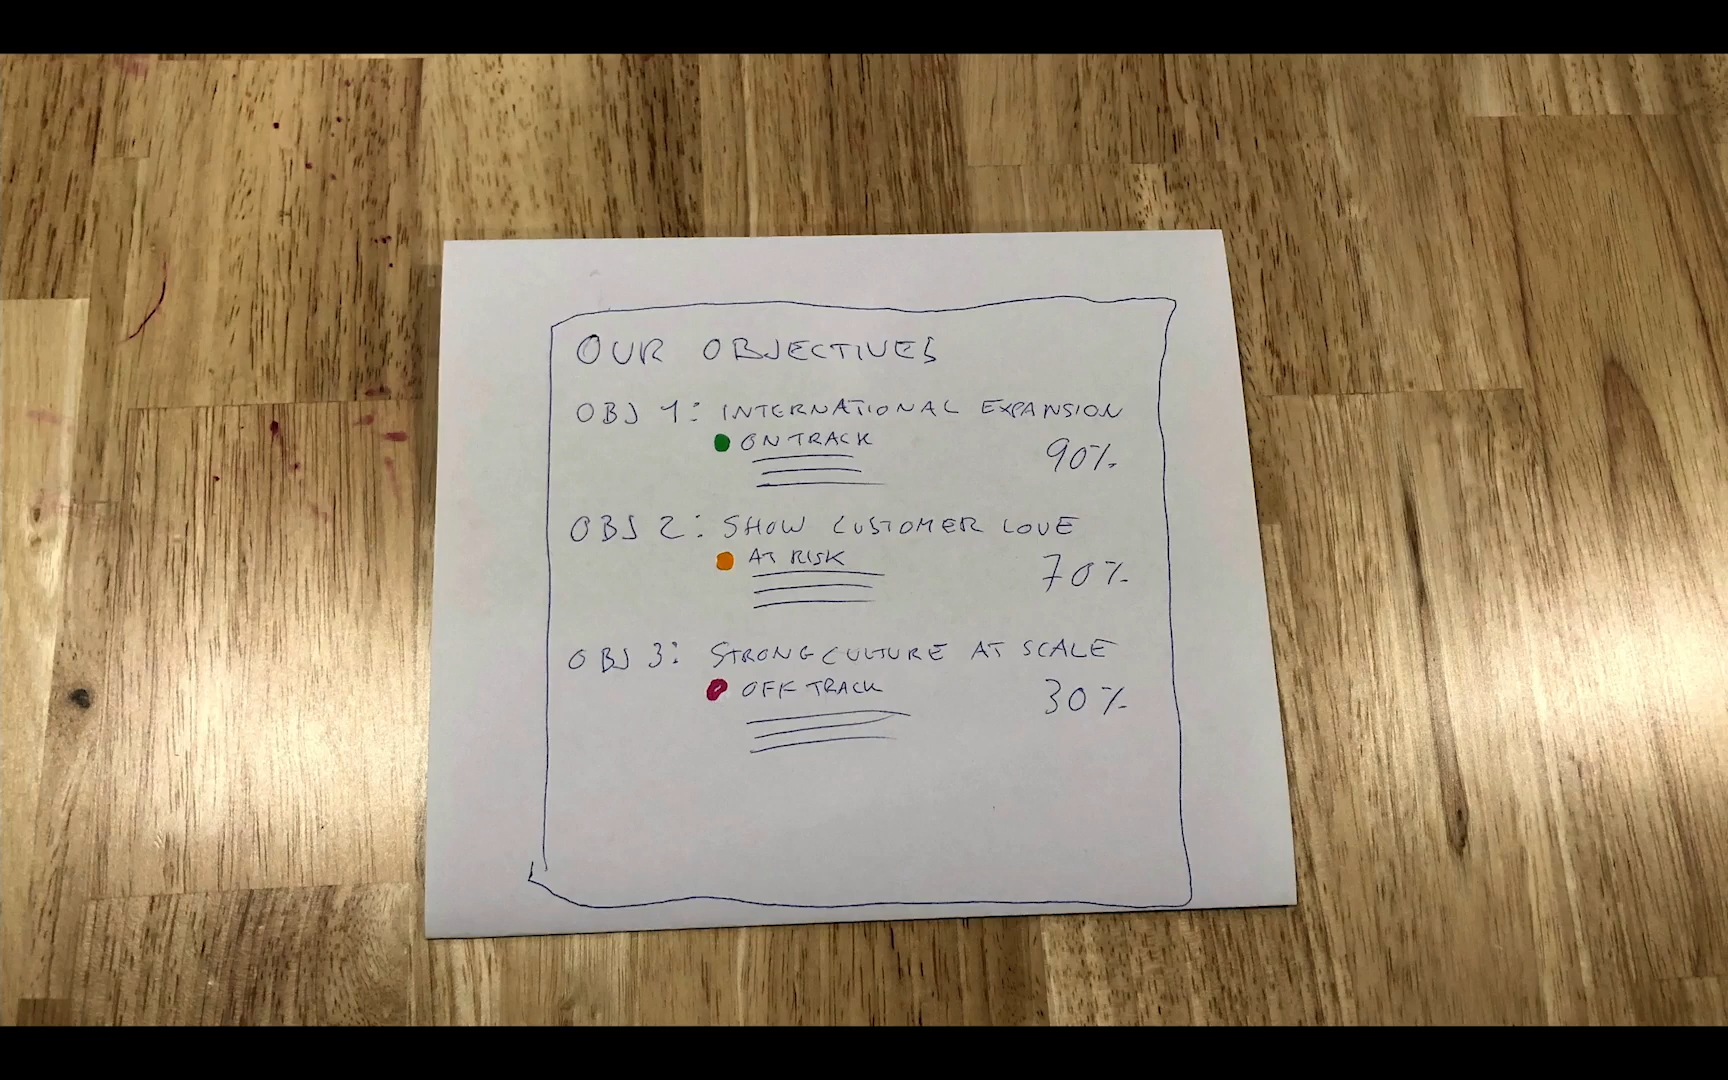 OUR OBJECTIVES
OBJ 1: INTERNATIONAL EXPANSION
ON TRACK 90%
OBJ 2: SHOW CUSTOMER LOVE
AT RISK 70%
OBJ 3: STRONG CULTURE AT SCALE
OFF TRACK 30%